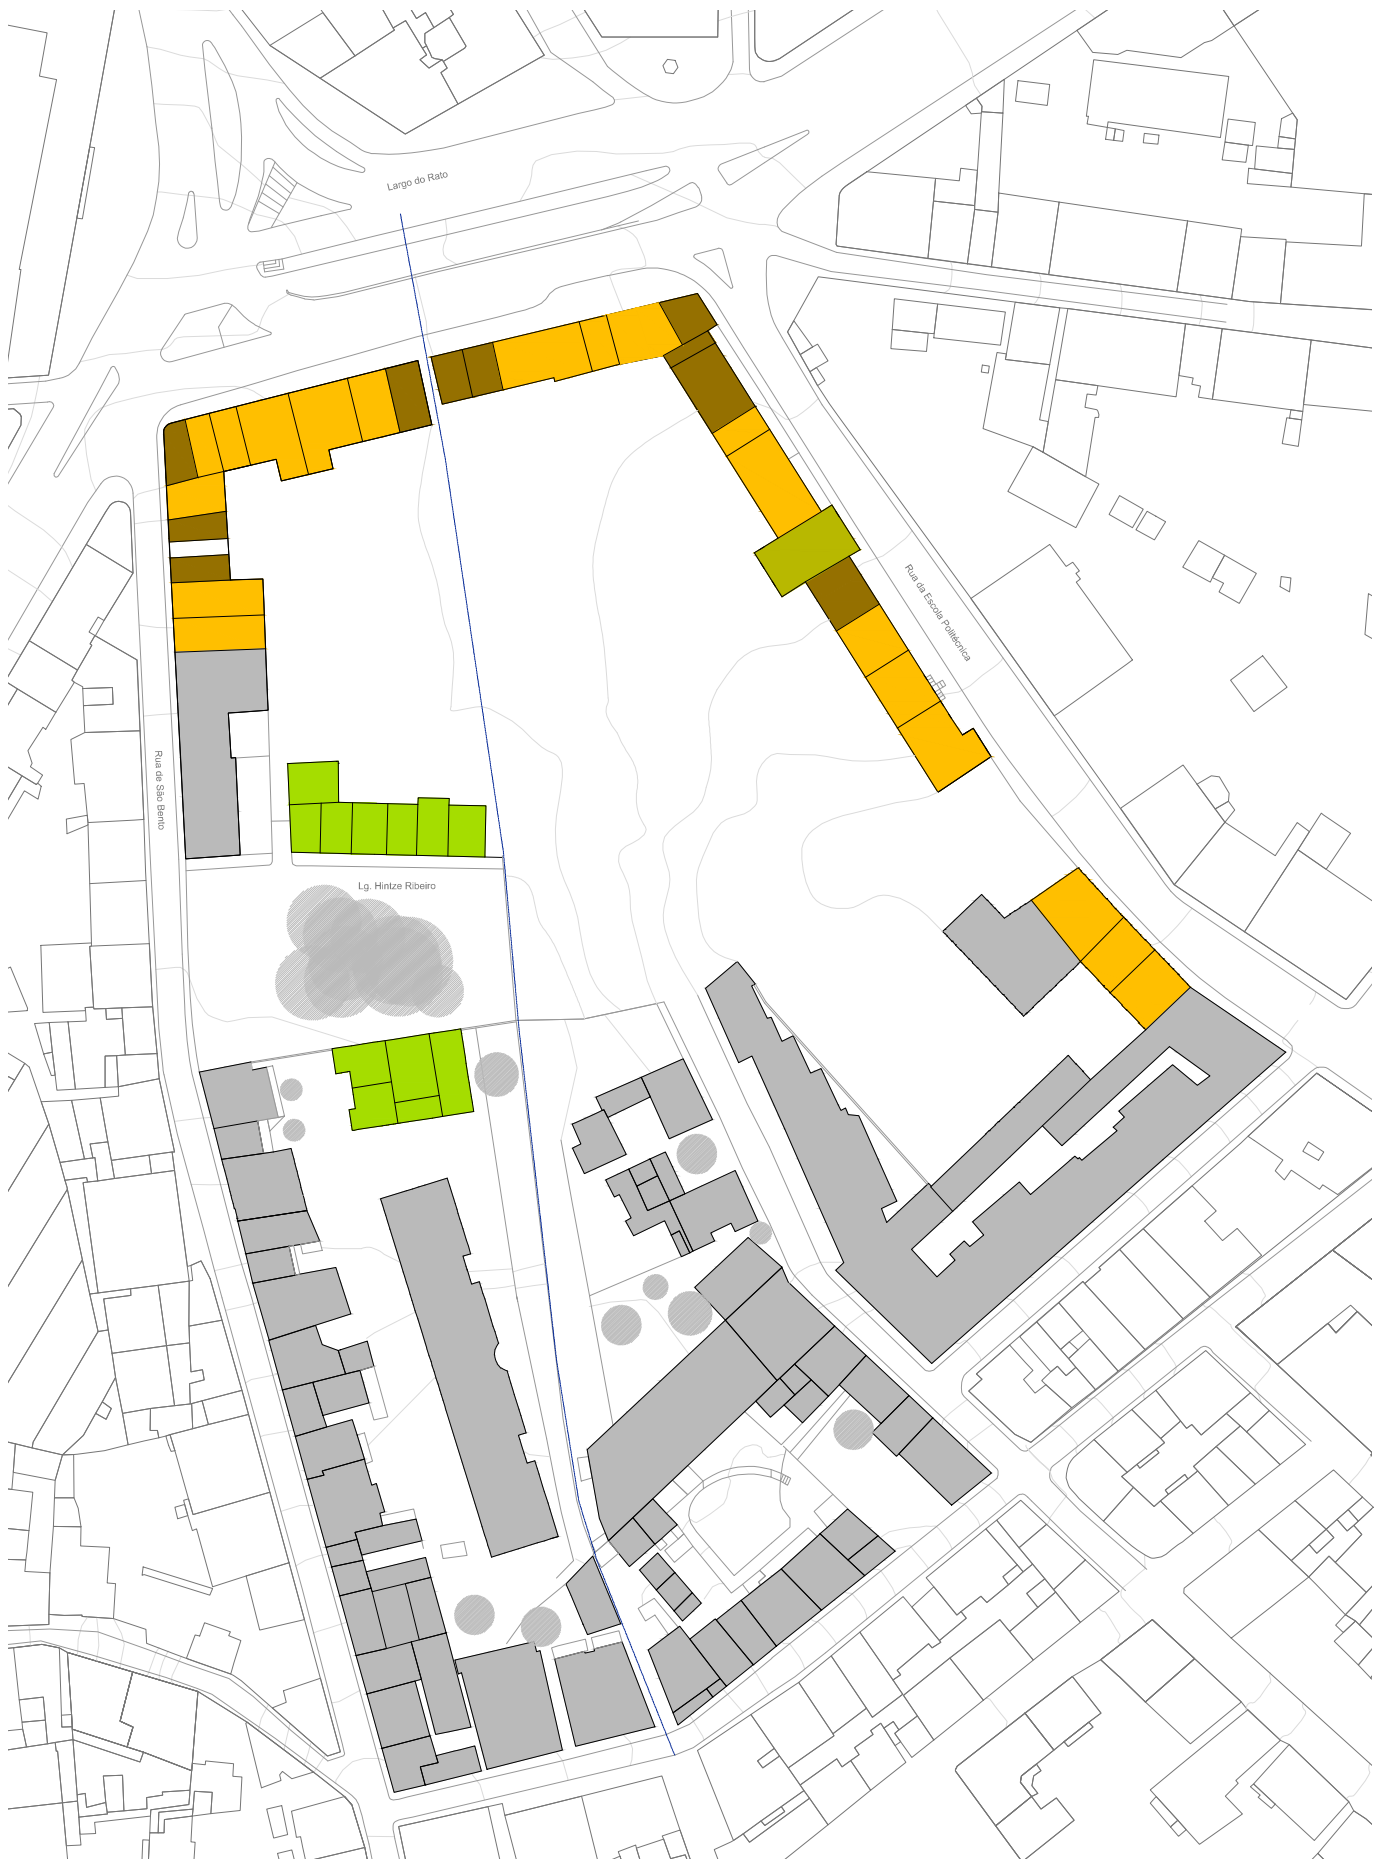 Largo do Rato
Rua da Escola Politécnica
Rua de São Bento
Lg. Hintze Ribeiro